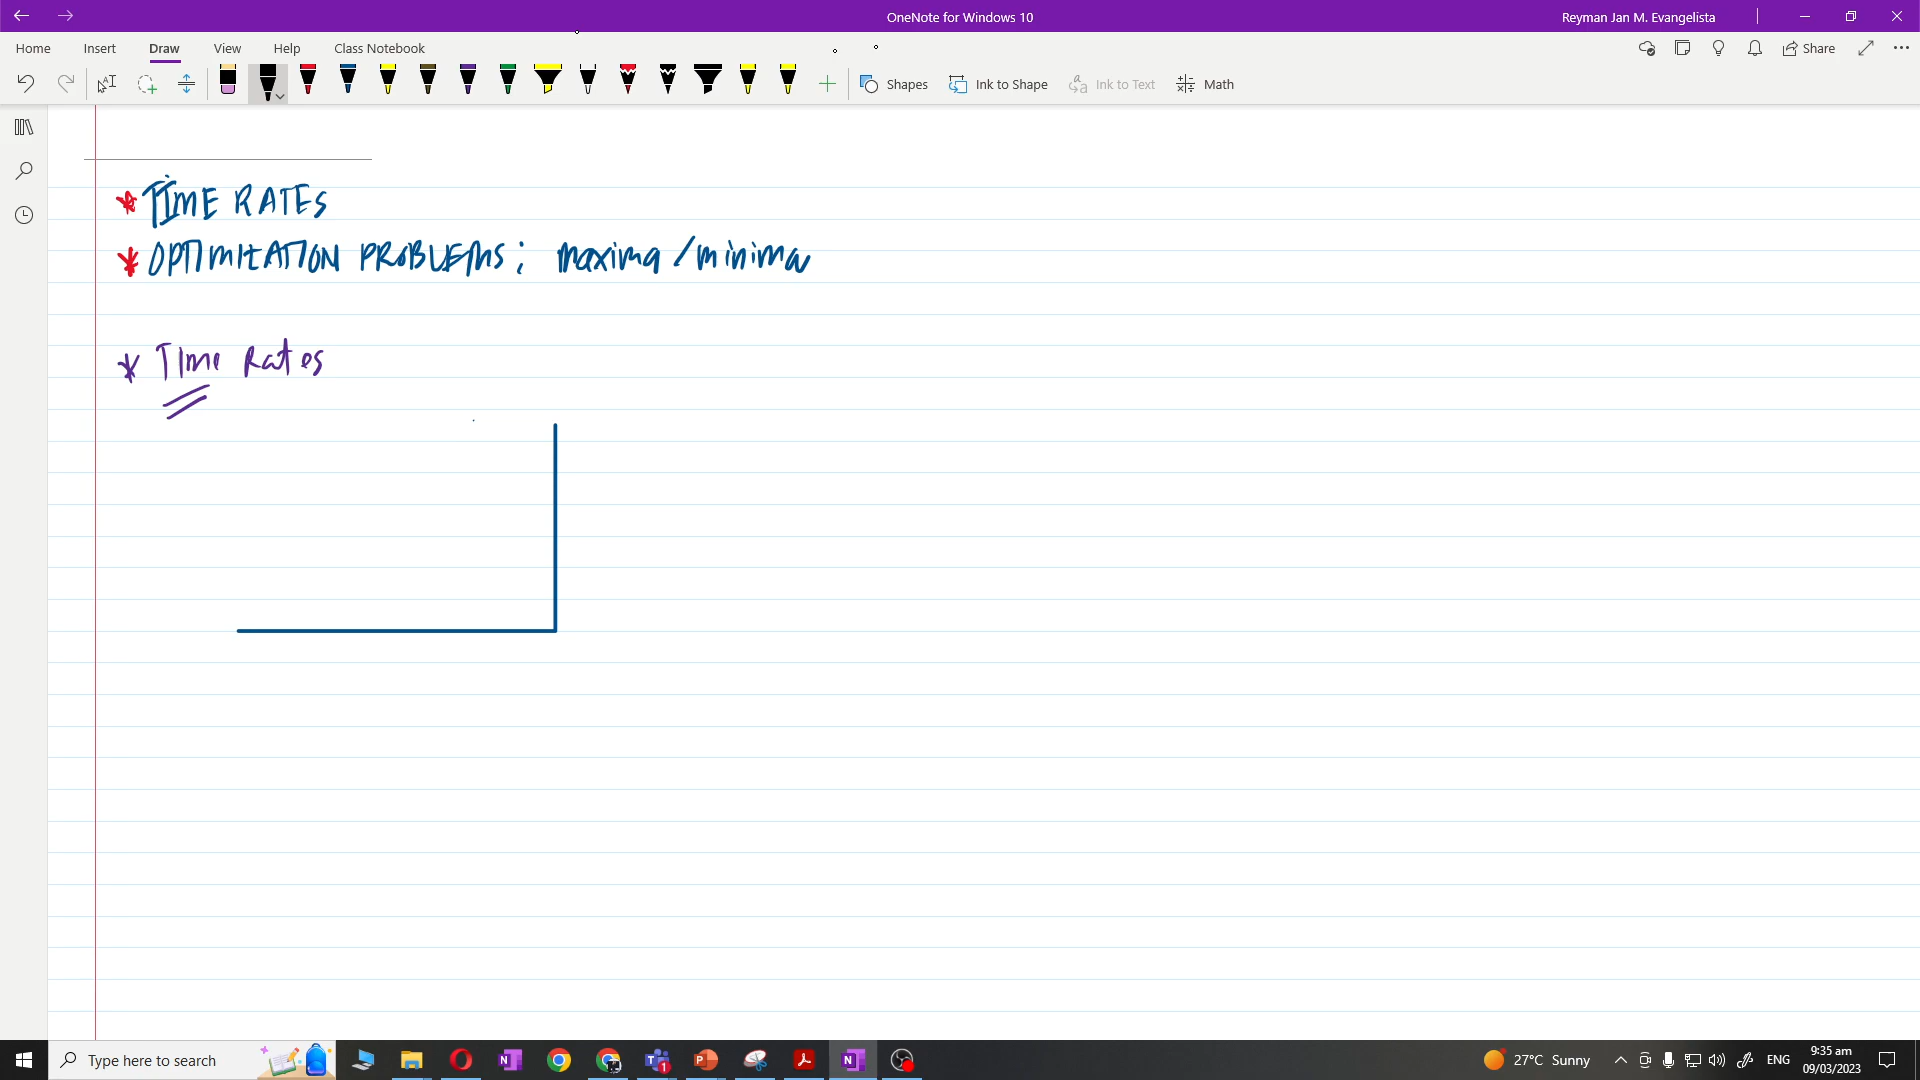 OneNote for Windows 10
Reyman Jan M. Evangelista
Home Insert Draw View Help Class Notebook
Share
Shapes Ink to Shape Ink to Text Math
* TIME RATES
* OPTIMIZATION PROBLEMS; maxima/minima
* Time Rates
Type here to search
27°C Sunny
ENG
9:35 am
09/03/2023